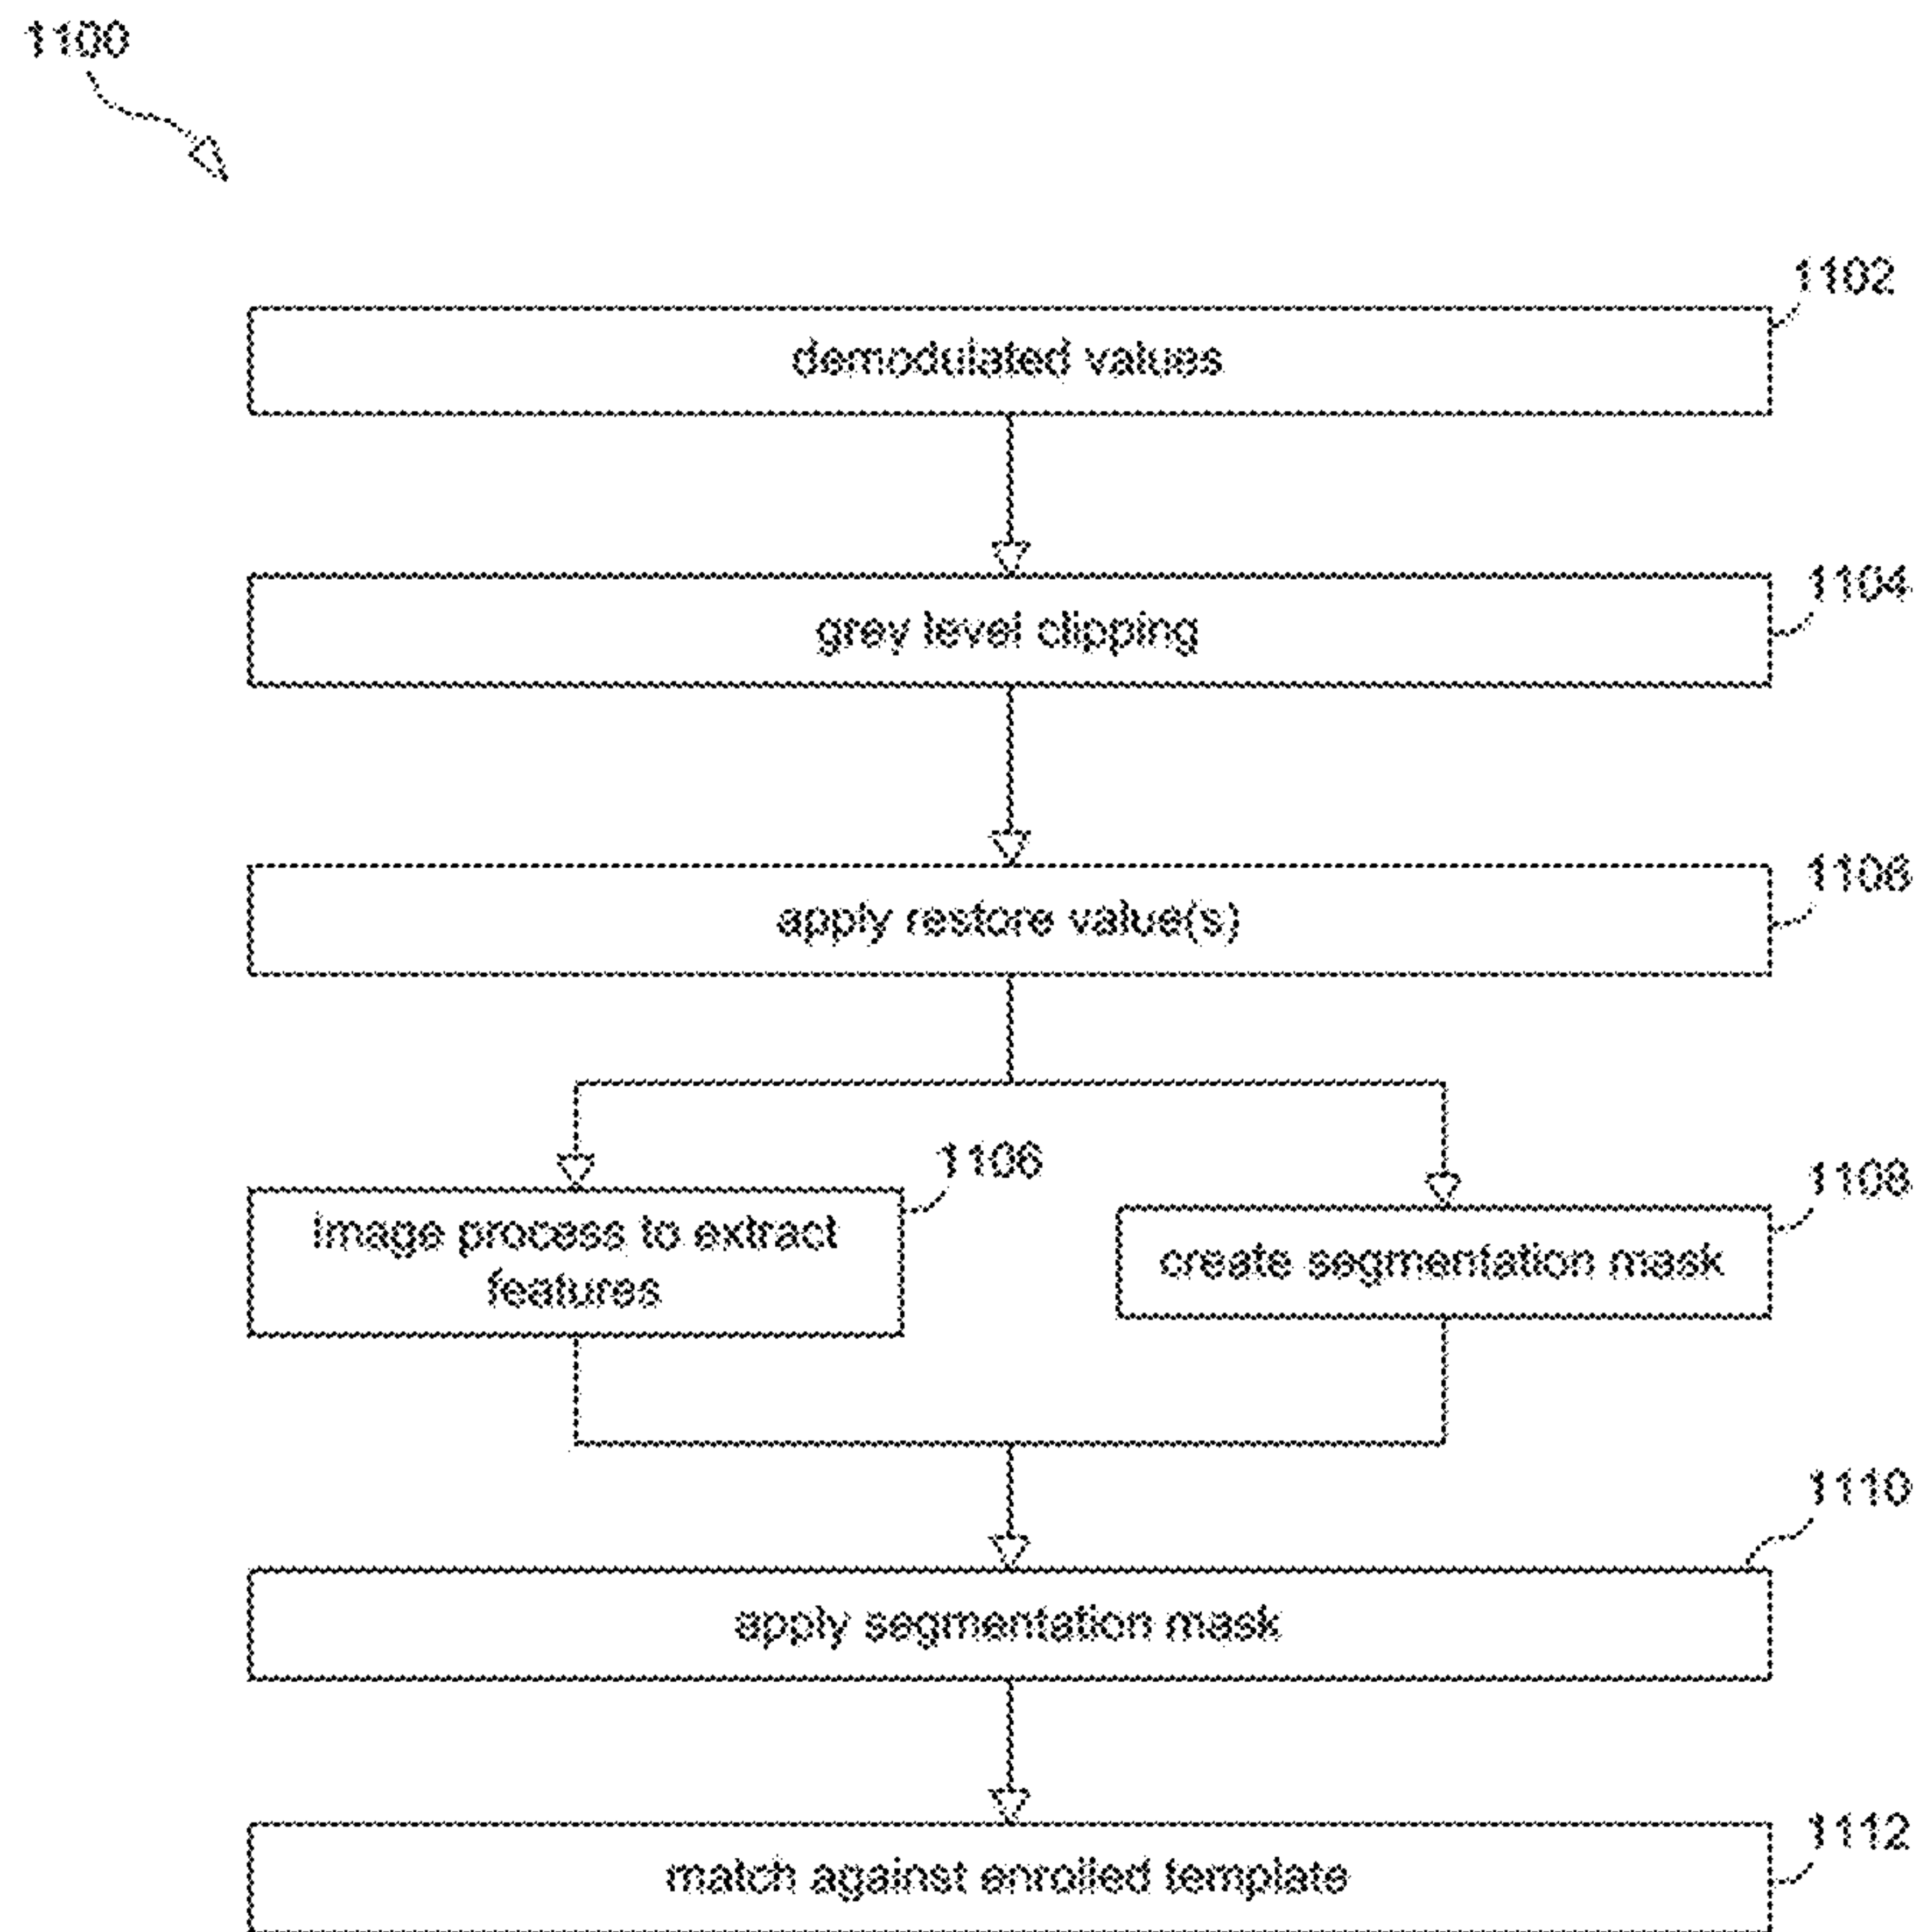 1100
1102
demodulated values
1104
grey level clipping
1106
apply restore value(s)
1106
image process to extract
features
1108
create segmentation mask
1110
apply segmentation mask
1112
match against enrolled template